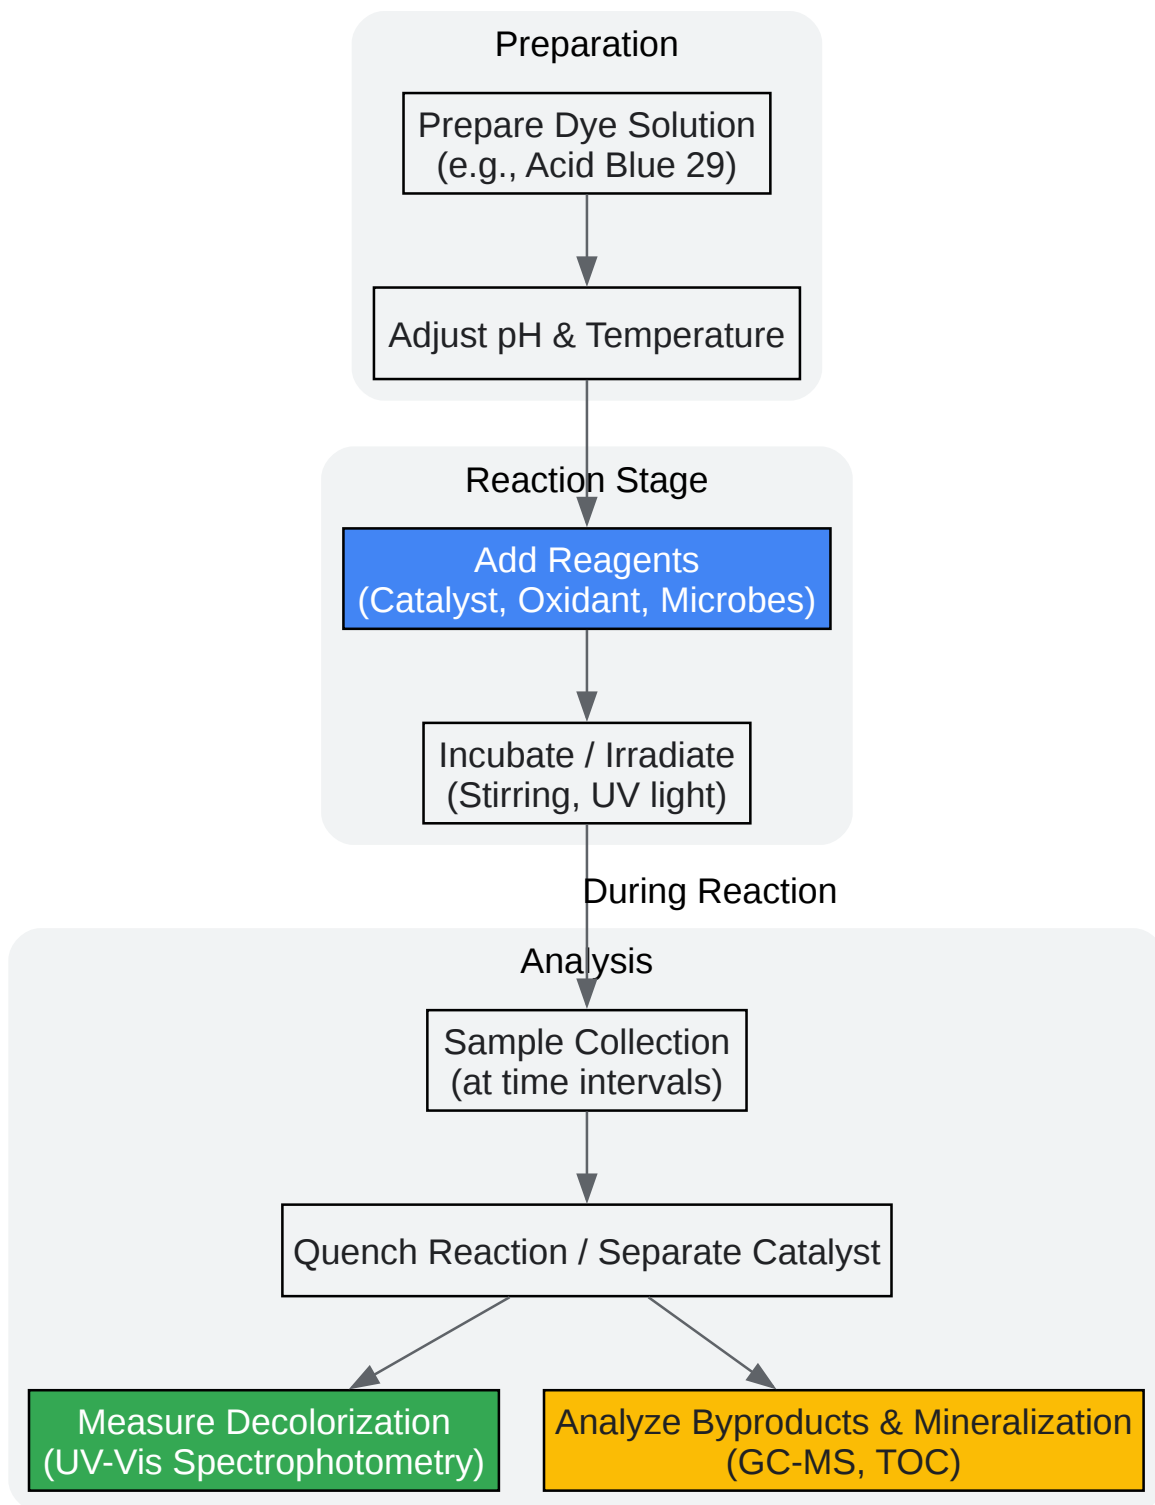 Preparation
Prepare Dye Solution
(e.g., Acid Blue 29)
Adjust pH & Temperature
Reaction Stage
Add Reagents
(Catalyst, Oxidant, Microbes)
Incubate / Irradiate
(Stirring, UV light)
During Reaction
Analysis
Sample Collection
(at time intervals)
Quench Reaction / Separate Catalyst
Measure Decolorization
(UV-Vis Spectrophotometry)
Analyze Byproducts & Mineralization
(GC-MS, TOC)